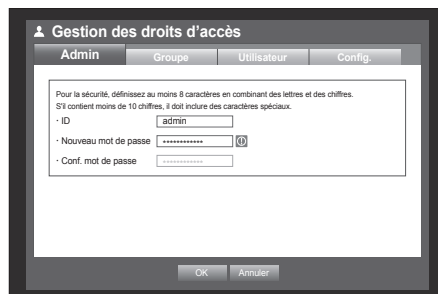 Gestion des droits d'accès
Admin Groupe Utilisateur Config.
Pour la sécurité, définissez au moins 8 caractères en combinant des lettres et des chiffres.
S'il contient moins de 10 chiffres, il doit inclure des caractères spéciaux.
· ID admin
· Nouveau mot de passe ************
· Conf. mot de passe ************
OK Annuler